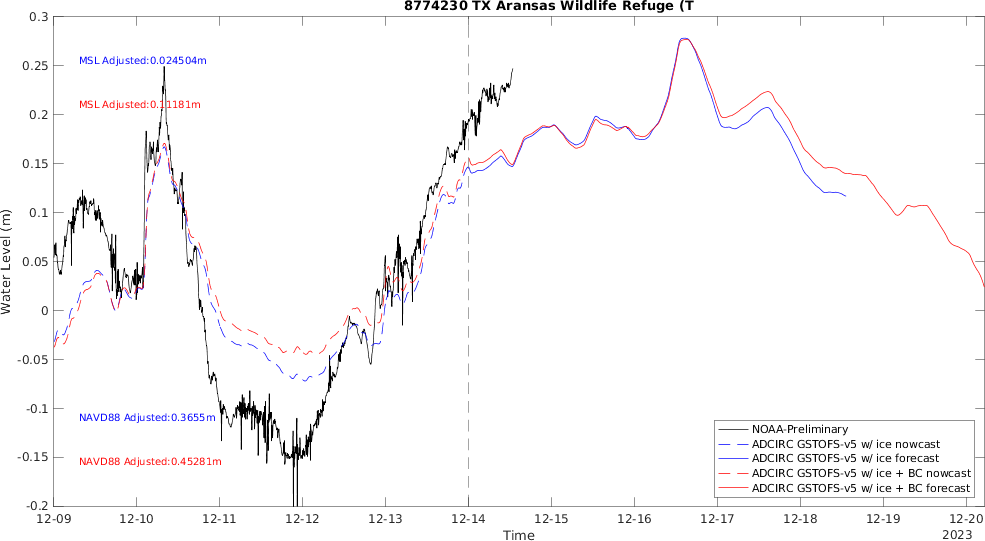 8774230 TX Aransas Wildlife Refuge (T
0.3
0.25
0.2
0.15
0.1
0.05
0
-0.05
-0.1
-0.15
-0.2
Water Level (m)
MSL Adjusted:0.024504m
MSL Adjusted:0.11181m
NAVD88 Adjusted:0.3655m
NAVD88 Adjusted:0.45281m
NOAA-Preliminary
ADCIRC GSTOFS-v5 w/ ice nowcast
ADCIRC GSTOFS-v5 w/ ice forecast
ADCIRC GSTOFS-v5 w/ ice + BC nowcast
ADCIRC GSTOFS-v5 w/ ice + BC forecast
12-09 12-10 12-11 12-12 12-13 12-14 12-15 12-16 12-17 12-18 12-19 12-20
Time
2023